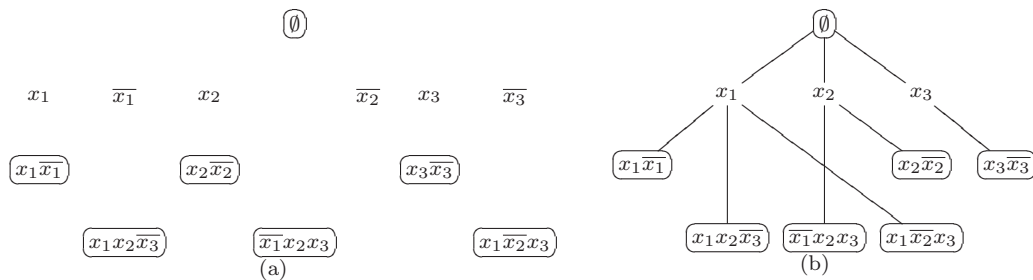 ∅ ∅
x₁ x̅₁ x₂ x̅₂ x₃ x̅₃ x₁ x₂ x₃
x₁x̅₁ x₂x̅₂ x₃x̅₃ x₁x̅₁ x₂x̅₂ x₃x̅₃
x₁x₂x̅₃ x̅₁x₂x₃ x₁x̅₂x₃ x₁x₂x̅₃ x̅₁x₂x₃ x₁x̅₂x₃
(a) (b)